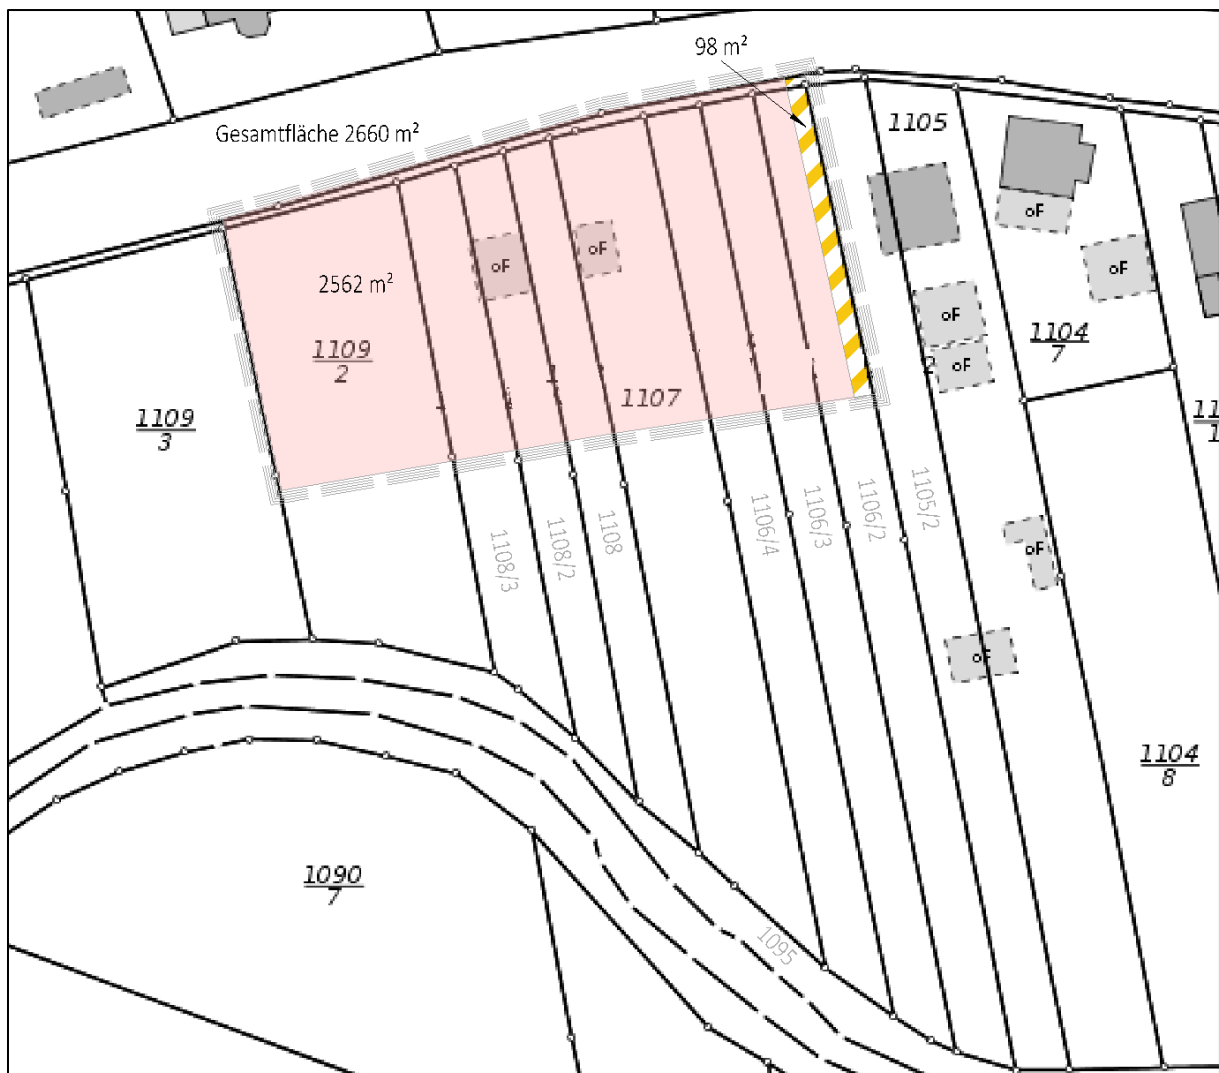 98 m²
Gesamtfläche 2660 m²
1105
oF
oF
oF
oF
2562 m²
oF
1104
7
oF
2
1109
2
1107
1109
3
1106/4
1106/3
1106/2
1105/2
1108/3
1108/2
1108
oF
oF
1104
8
1090
7
1095